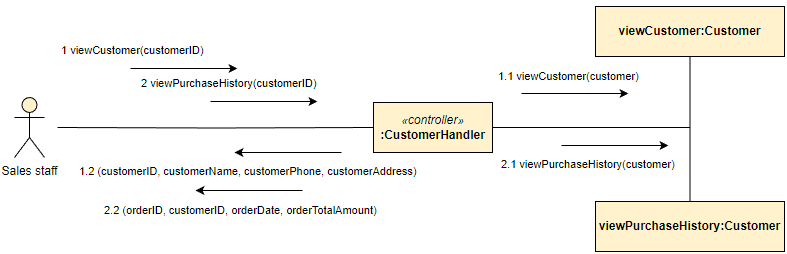 viewCustomer:Customer
1 viewCustomer(customerID)
2 viewPurchaseHistory(customerID)
1.1 viewCustomer(customer)
«controller»
:CustomerHandler
Sales staff
1.2 (customerID, customerName, customerPhone, customerAddress)
2.1 viewPurchaseHistory(customer)
2.2 (orderID, customerID, orderDate, orderTotalAmount)
viewPurchaseHistory:Customer